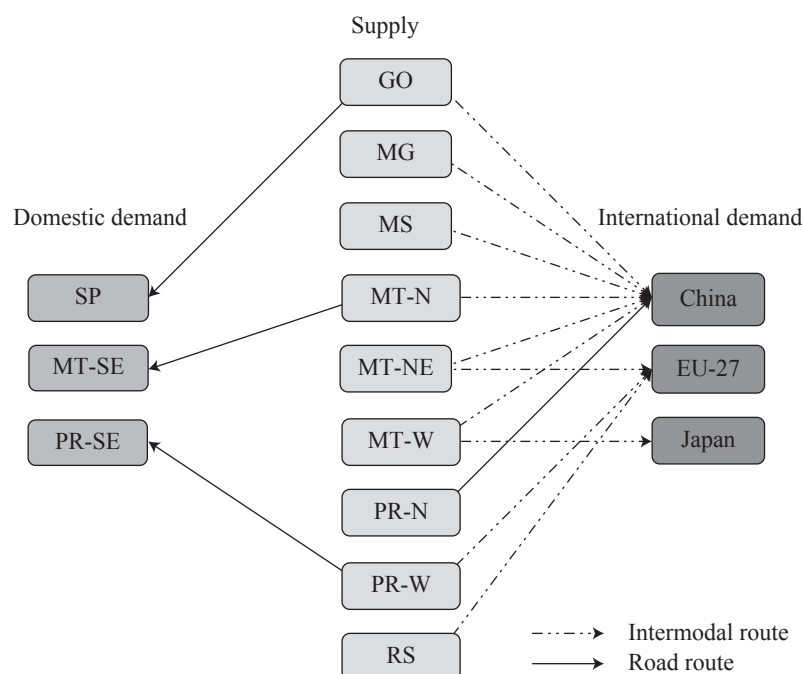 Supply
GO
MG
Domestic demand
MS
International demand
SP
MT-N
China
MT-SE
MT-NE
EU-27
PR-SE
MT-W
Japan
PR-N
PR-W
RS
Intermodal route
Road route